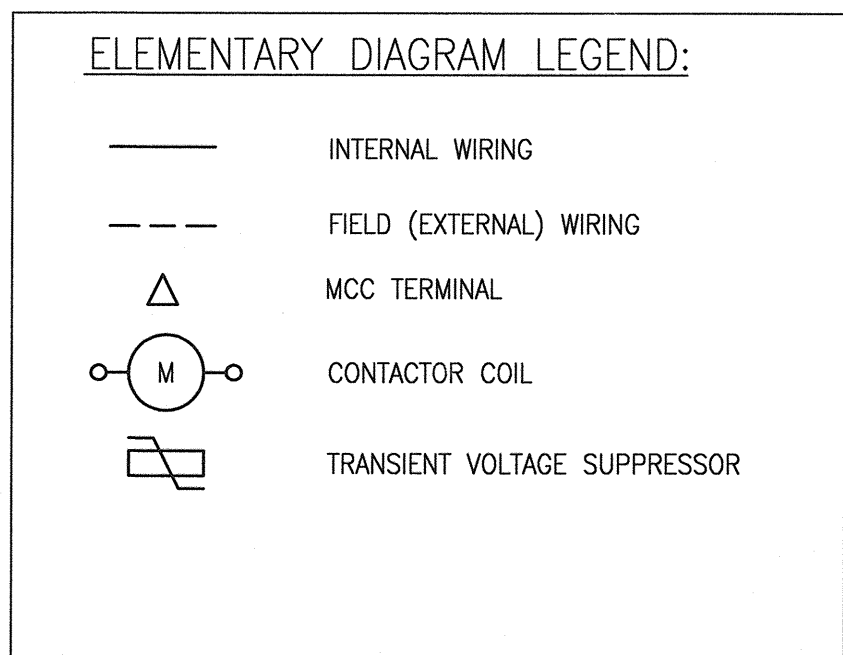 ELEMENTARY DIAGRAM LEGEND:
INTERNAL WIRING
FIELD (EXTERNAL) WIRING
MCC TERMINAL
M CONTACTOR COIL
TRANSIENT VOLTAGE SUPPRESSOR